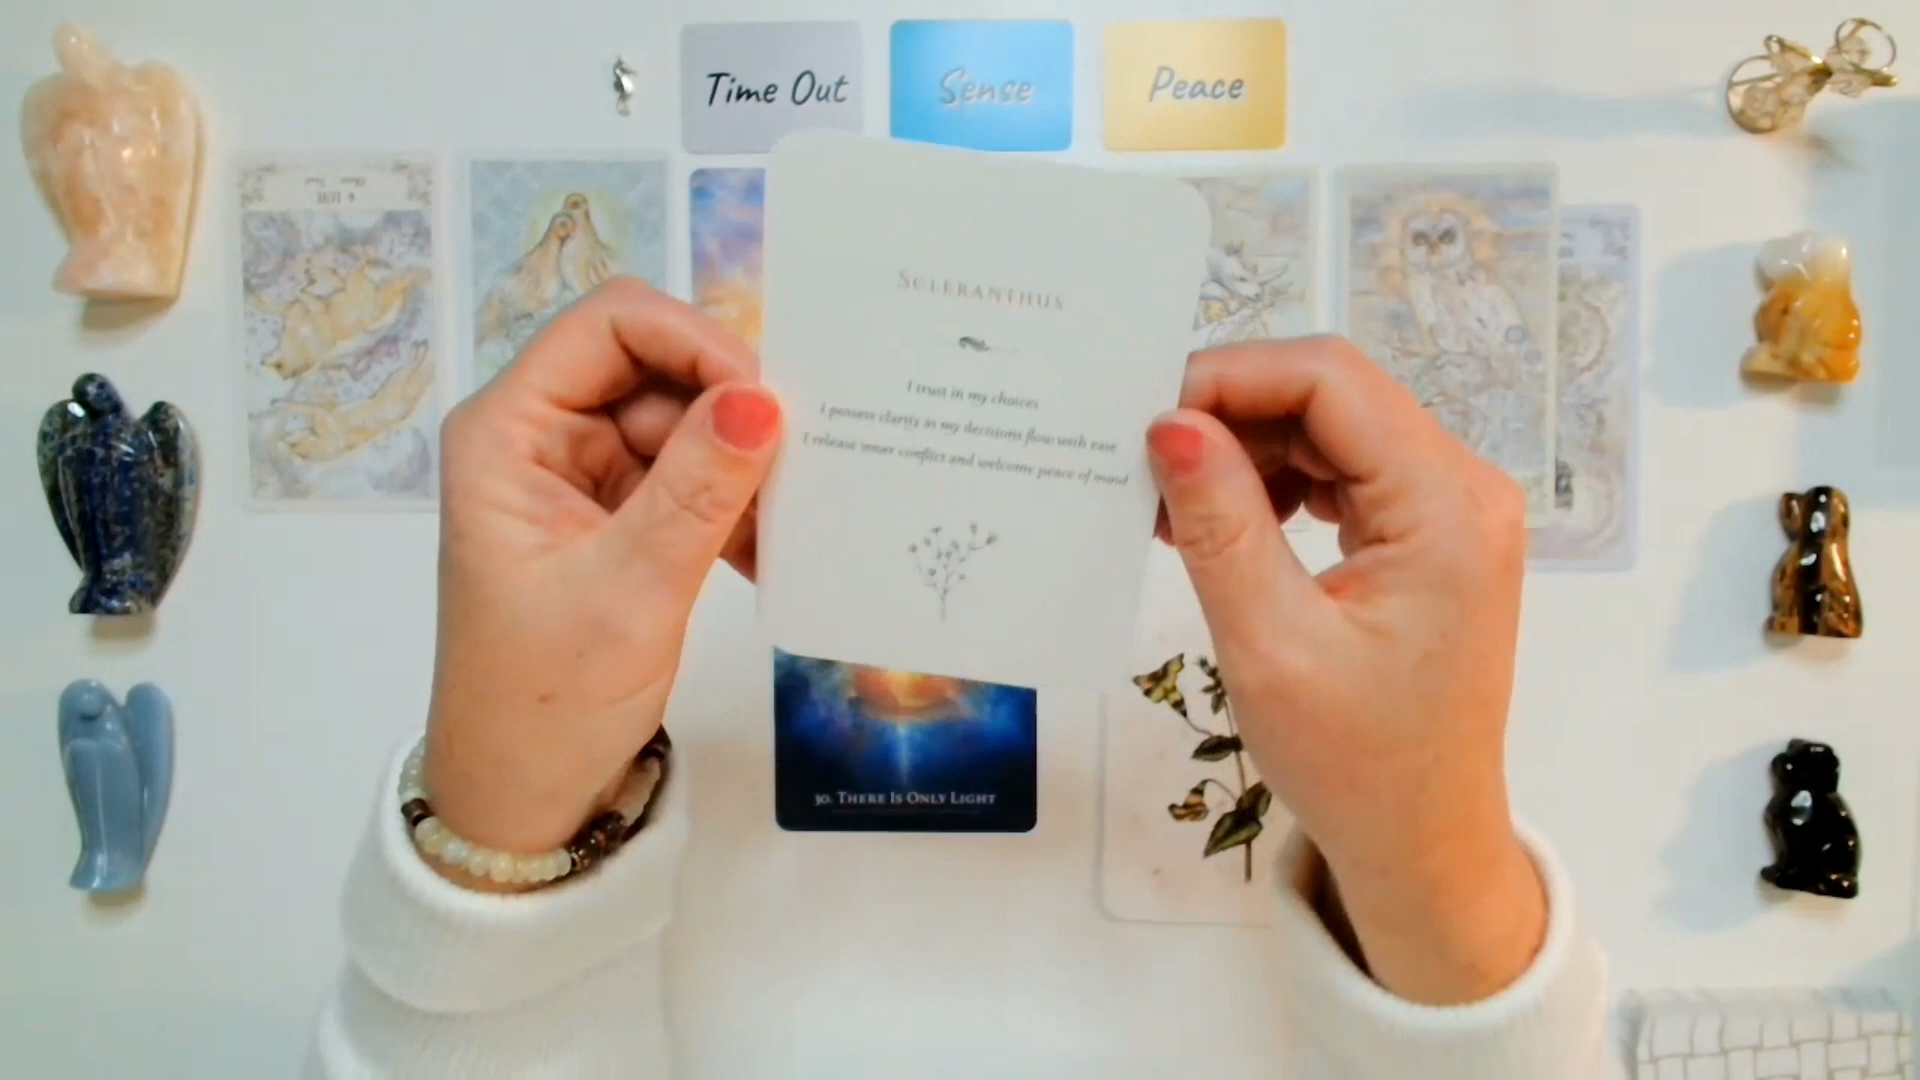 Time Out
Sense
Peace
SCLERANTHUS
I trust in my choices
I possess clarity as my decisions flow with ease
I release inner conflict and welcome peace of mind
30. THERE IS ONLY LIGHT